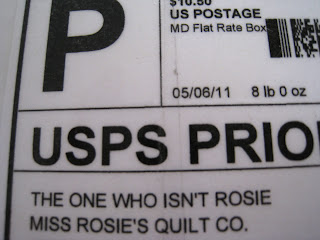 P
$10.50
US POSTAGE
MD Flat Rate Box
05/06/11 8 lb 0 oz
USPS PRIO
THE ONE WHO ISN'T ROSIE
MISS ROSIE'S QUILT CO.